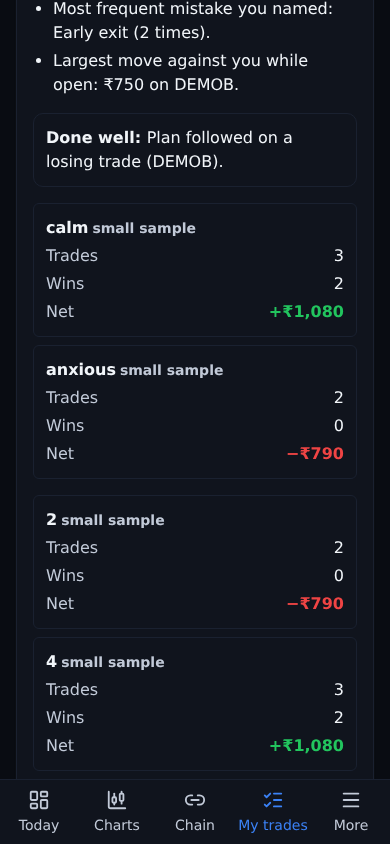 • Most frequent mistake you named:
Early exit (2 times).
• Largest move against you while
open: ₹750 on DEMOB.
Done well: Plan followed on a
losing trade (DEMOB).
calm small sample
Trades 3
Wins 2
Net +₹1,080
anxious small sample
Trades 2
Wins 0
Net −₹790
2 small sample
Trades 2
Wins 0
Net −₹790
4 small sample
Trades 3
Wins 2
Net +₹1,080
Today Charts Chain My trades More